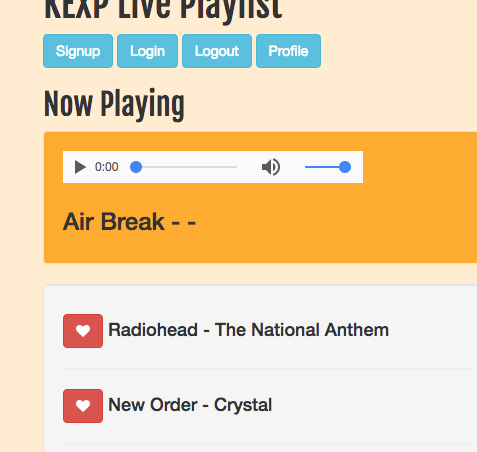 KEXP Live Playlist
Signup Login Logout Profile
Now Playing
0:00
Air Break - -
Radiohead - The National Anthem
New Order - Crystal